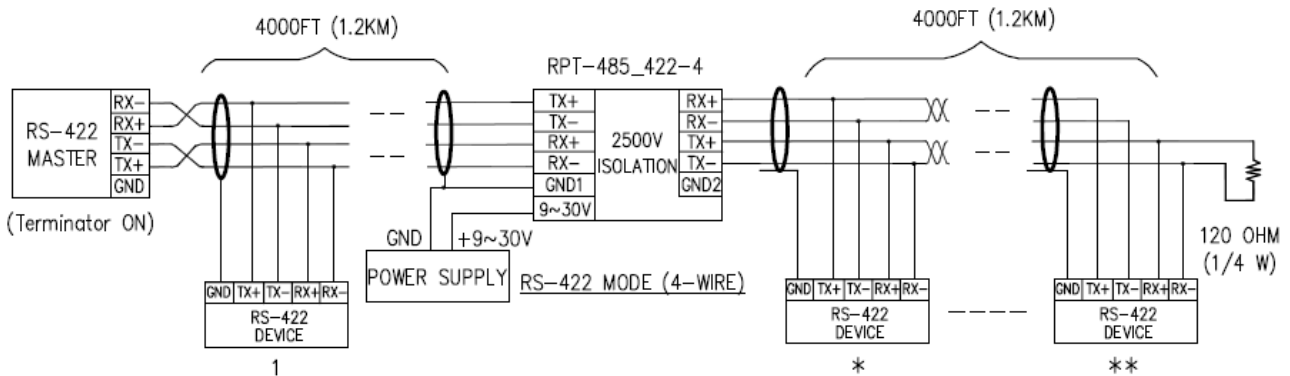 4000FT (1.2KM)
4000FT (1.2KM)
RPT-485_422-4
RS-422
MASTER
RX-
RX+
TX-
TX+
GND
(Terminator ON)
TX+
TX-
RX+
RX-
GND1
9~30V
2500V
ISOLATION
RX+
RX-
TX+
TX-
GND2
GND
+9~30V
POWER SUPPLY
RS-422 MODE (4-WIRE)
120 OHM
(1/4 W)
GND TX+ TX- RX+ RX-
RS-422
DEVICE
1
GND TX+ TX- RX+ RX-
RS-422
DEVICE
*
GND TX+ TX- RX+ RX-
RS-422
DEVICE
**